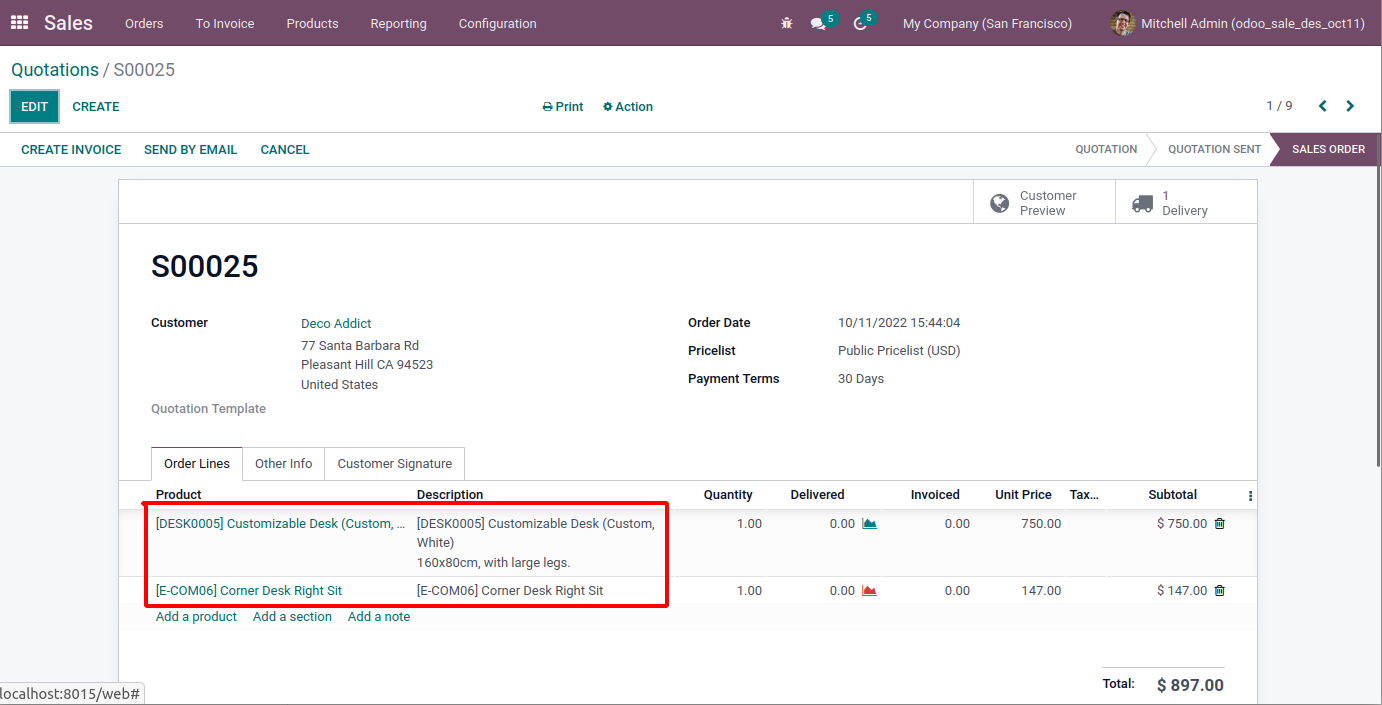 Sales Orders To Invoice Products Reporting Configuration 5 5 My Company (San Francisco) Mitchell Admin (odoo_sale_des_oct11)
Quotations / S00025
EDIT CREATE Print Action 1 / 9
CREATE INVOICE SEND BY EMAIL CANCEL QUOTATION QUOTATION SENT SALES ORDER
Customer
Preview
1
Delivery
S00025
Customer Deco Addict
77 Santa Barbara Rd
Pleasant Hill CA 94523
United States
Quotation Template
Order Date 10/11/2022 15:44:04
Pricelist Public Pricelist (USD)
Payment Terms 30 Days
Order Lines Other Info Customer Signature
Product Description Quantity Delivered Invoiced Unit Price Tax... Subtotal
[DESK0005] Customizable Desk (Custom, ... [DESK0005] Customizable Desk (Custom, 1.00 0.00 0.00 750.00 $ 750.00
White)
160x80cm, with large legs.
[E-COM06] Corner Desk Right Sit [E-COM06] Corner Desk Right Sit 1.00 0.00 0.00 147.00 $ 147.00
Add a product Add a section Add a note
Total: $ 897.00
localhost:8015/web#